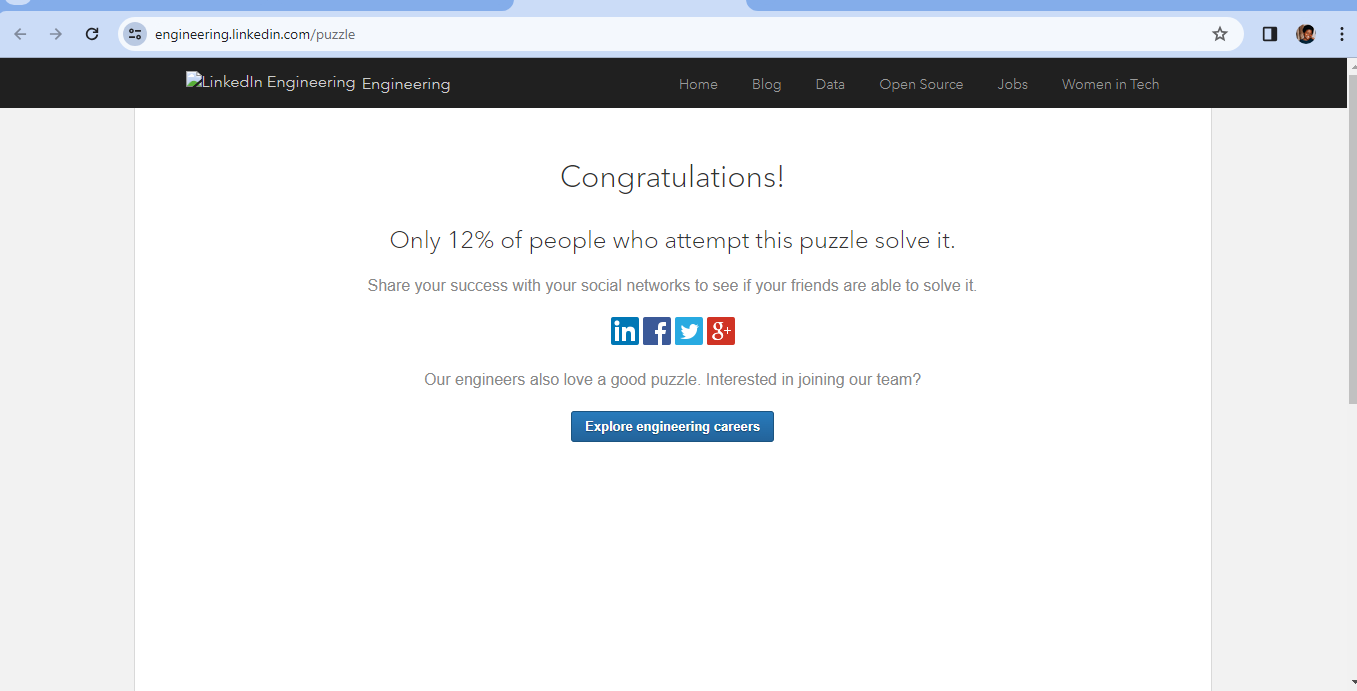 engineering.linkedin.com/puzzle
LinkedIn Engineering Engineering Home Blog Data Open Source Jobs Women in Tech
Congratulations!
Only 12% of people who attempt this puzzle solve it.
Share your success with your social networks to see if your friends are able to solve it.
in f g+
Our engineers also love a good puzzle. Interested in joining our team?
Explore engineering careers